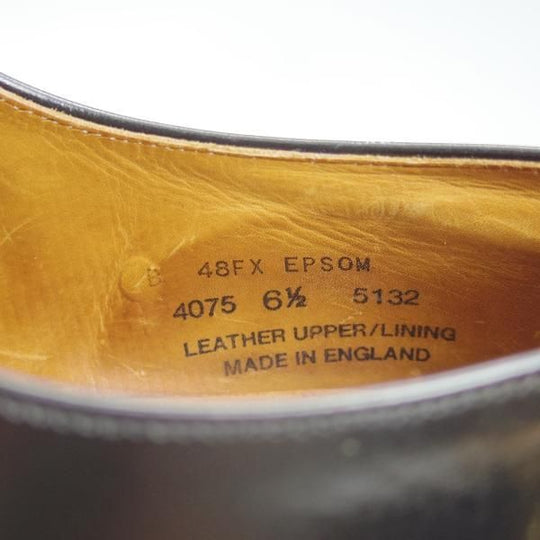 B 48FX EPSOM
4075 6½ 5132
LEATHER UPPER/LINING
MADE IN ENGLAND